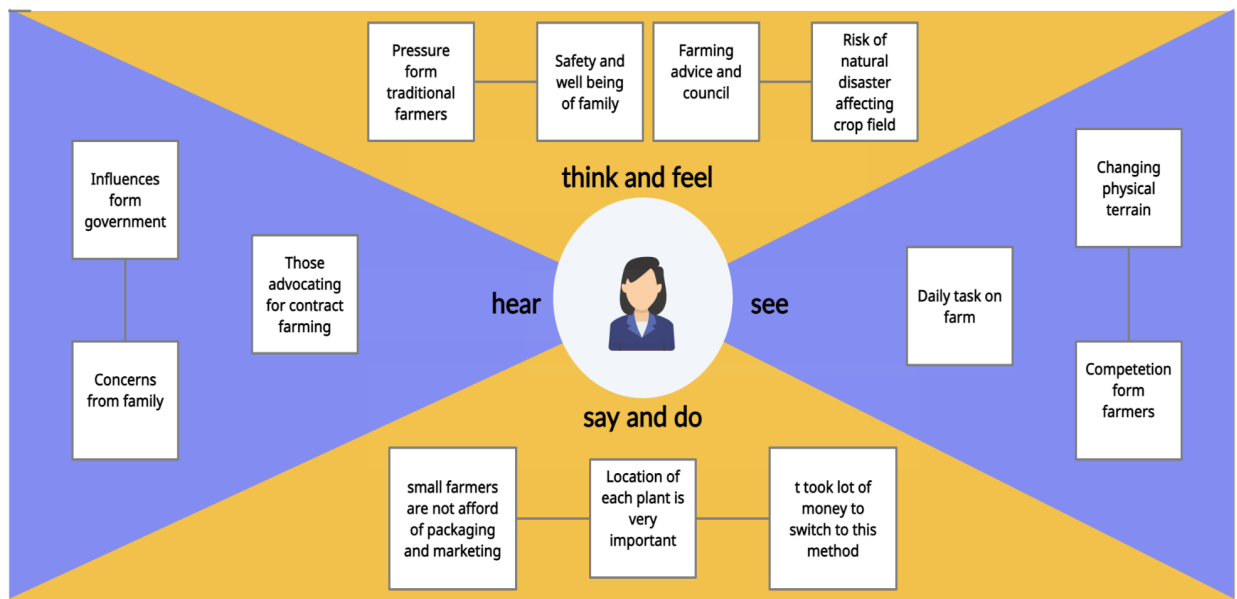 Pressure
form
traditional
farmers
Safety and
well being
of family
Farming
advice and
council
Risk of
natural
disaster
affecting
crop field
think and feel
Influences
form
government
Concerns
from family
Those
advocating
for contract
farming
hear
see
Daily task on
farm
Changing
physical
terrain
Competetion
form
farmers
say and do
small farmers
are not afford
of packaging
and marketing
Location of
each plant is
very
important
t took lot of
money to
switch to this
method